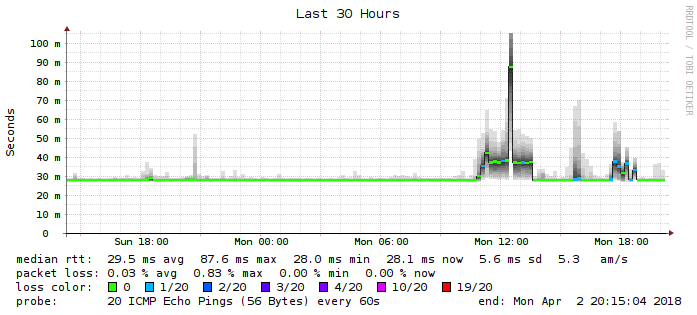 Last 30 Hours
RRDTOOL / TOBI OETIKER
Seconds
100 m
90 m
80 m
70 m
60 m
50 m
40 m
30 m
20 m
10 m
0
Sun 18:00 Mon 00:00 Mon 06:00 Mon 12:00 Mon 18:00
median rtt: 29.5 ms avg 87.6 ms max 28.0 ms min 28.1 ms now 5.6 ms sd 5.3 am/s
packet loss: 0.03 % avg 0.83 % max 0.00 % min 0.00 % now
loss color: 0 1/20 2/20 3/20 4/20 10/20 19/20
probe: 20 ICMP Echo Pings (56 Bytes) every 60s end: Mon Apr 2 20:15:04 2018